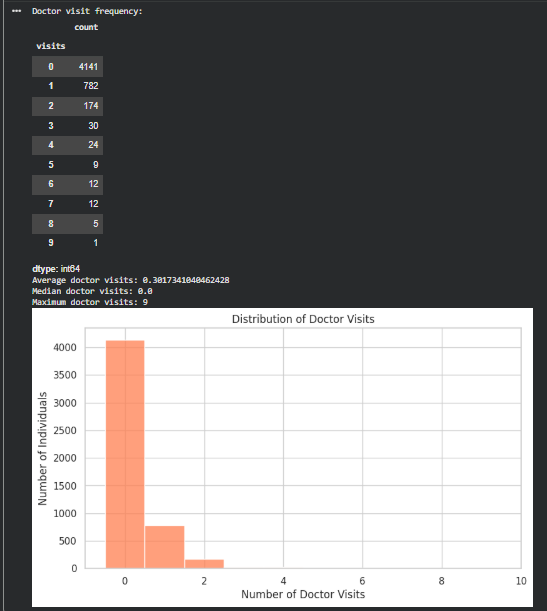 Doctor visit frequency:
count
visits
0 4141
1 782
2 174
3 30
4 24
5 9
6 12
7 12
8 5
9 1
dtype: int64
Average doctor visits: 0.3017341040462428
Median doctor visits: 0.0
Maximum doctor visits: 9
Distribution of Doctor Visits
4000
3500
3000
2500
2000
1500
1000
500
0
Number of Individuals
0 2 4 6 8 10
Number of Doctor Visits